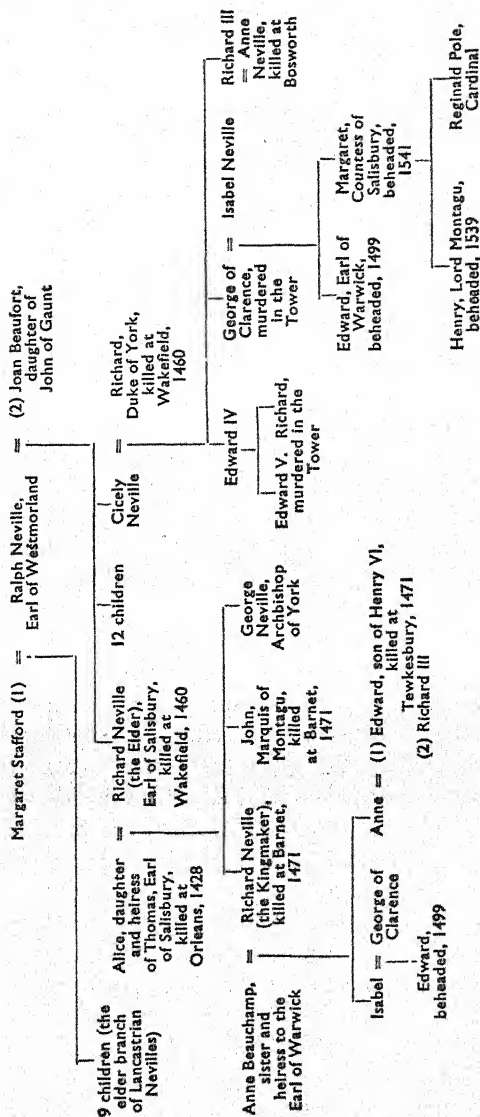 Margaret Stafford (1) = Ralph Neville, = (2) Joan Beaufort,
Earl of Westmorland
daughter of
John of Gaunt
9 children (the
elder branch
of Lancastrian
Nevilles)
Alice, daughter
and heiress
of Thomas, Earl
of Salisbury,
killed at
Orleans, 1428
=
Richard Neville
(the Elder),
Earl of Salisbury,
killed at
Wakefield, 1460
12 children
Cicely
Neville
=
Richard,
Duke of York,
killed at
Wakefield,
1460
Anne Beauchamp,
sister and
heiress to the
Earl of Warwick
=
Richard Neville
(the Kingmaker),
killed at Barnet,
1471
John,
Marquis of
Montagu,
killed
at Barnet,
1471
George
Neville,
Archbishop
of York
Edward IV
George of
Clarence,
murdered
in the
Tower
=
Isabel Neville
Richard III
= Anne
Neville,
killed at
Bosworth
Isabel = George of
Clarence
Edward,
beheaded, 1499
Anne = (1) Edward, son of Henry VI,
killed at
Tewkesbury, 1471
(2) Richard III
Edward V. Richard,
murdered in the
Tower
Edward, Earl of
Warwick,
beheaded, 1499
Margaret,
Countess of
Salisbury,
beheaded,
1541
Henry, Lord Montagu,
beheaded, 1539
Reginald Pole,
Cardinal